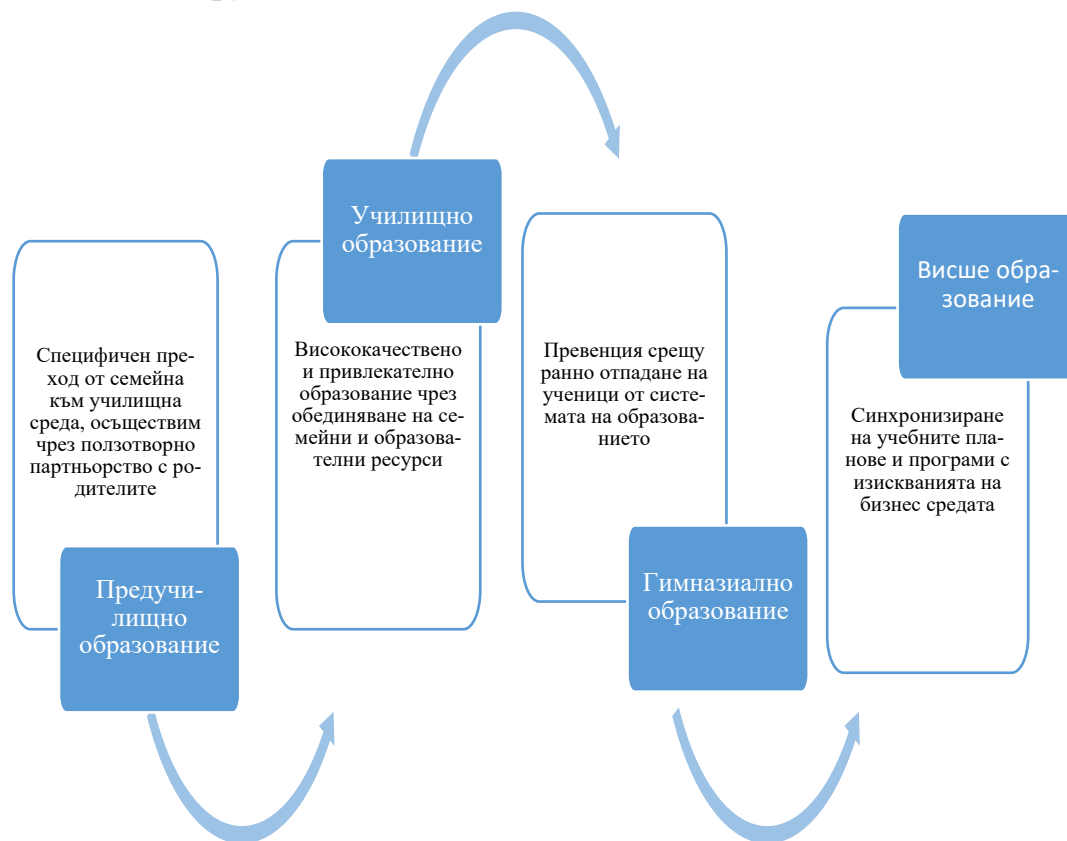 Специфичен пре-
ход от семейна
към училищна
среда, осъществим
чрез ползотворно
партньорство с ро-
дителите
Предучи-
лищно
образование
Училищно
образование
Висококачествено
и привлекателно
образование чрез
обединяване на се-
мейни и образова-
телни ресурси
Превенция срещу
ранно отпадане на
ученици от систе-
мата на образова-
нието
Гимназиално
образование
Висше обра-
зование
Синхронизиране
на учебните пла-
нове и програми с
изискванията на
бизнес средата